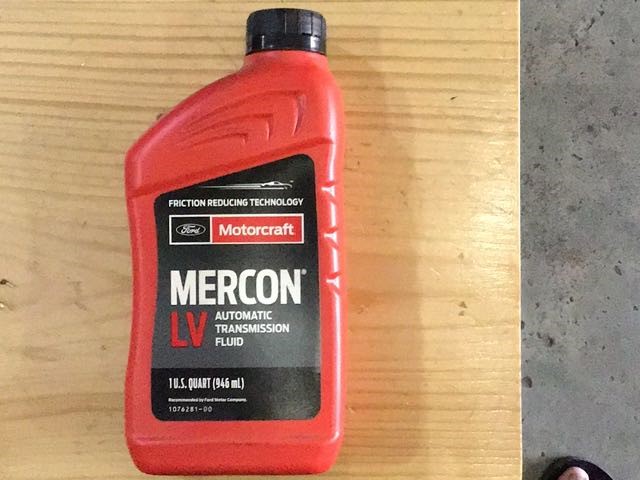 FRICTION REDUCING TECHNOLOGY
Ford Motorcraft
MERCON®
LV AUTOMATIC
TRANSMISSION
FLUID
1 U.S. QUART (946 mL)
Recommended by Ford Motor Company.
1076281-00